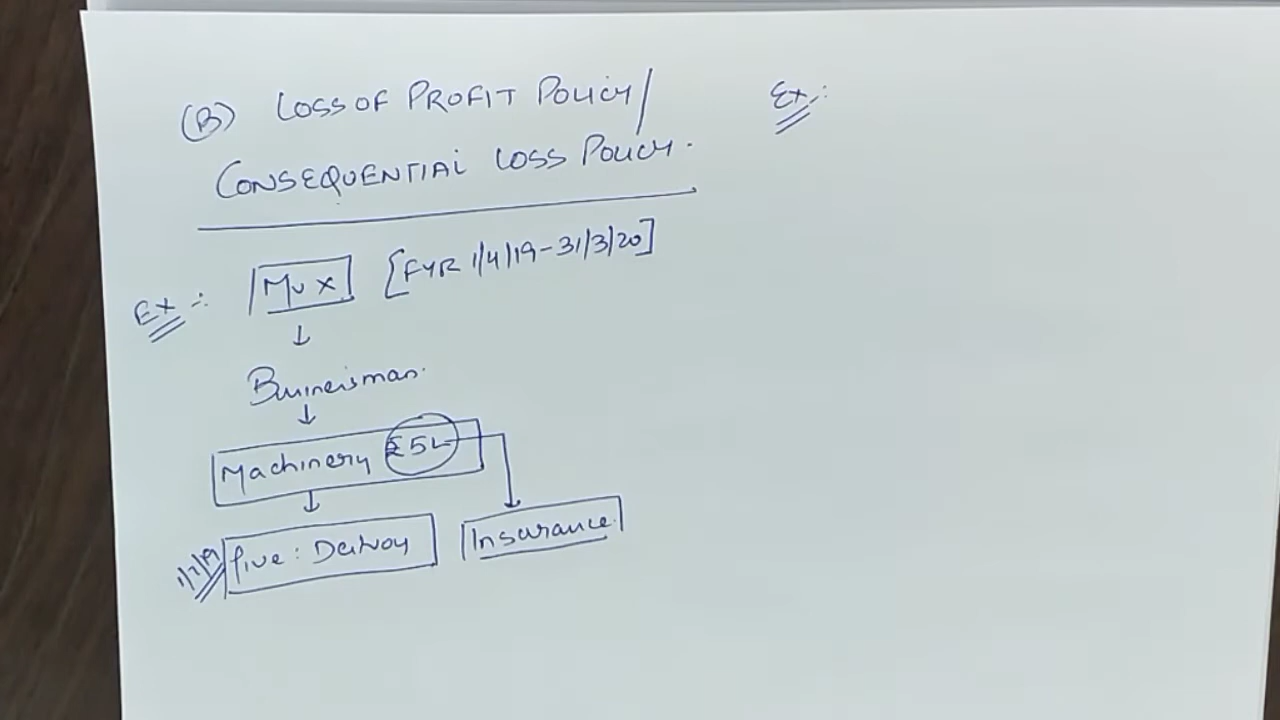 (B) LOSS OF PROFIT POLICY/
CONSEQUENTIAL LOSS POLICY.
Ex:
Ex :
Mr X [FYR 1/4/19-31/3/20]
↓
Businessman.
↓
Machinery ₹5L
↓
1/7/19 fire: Destroy
Insurance